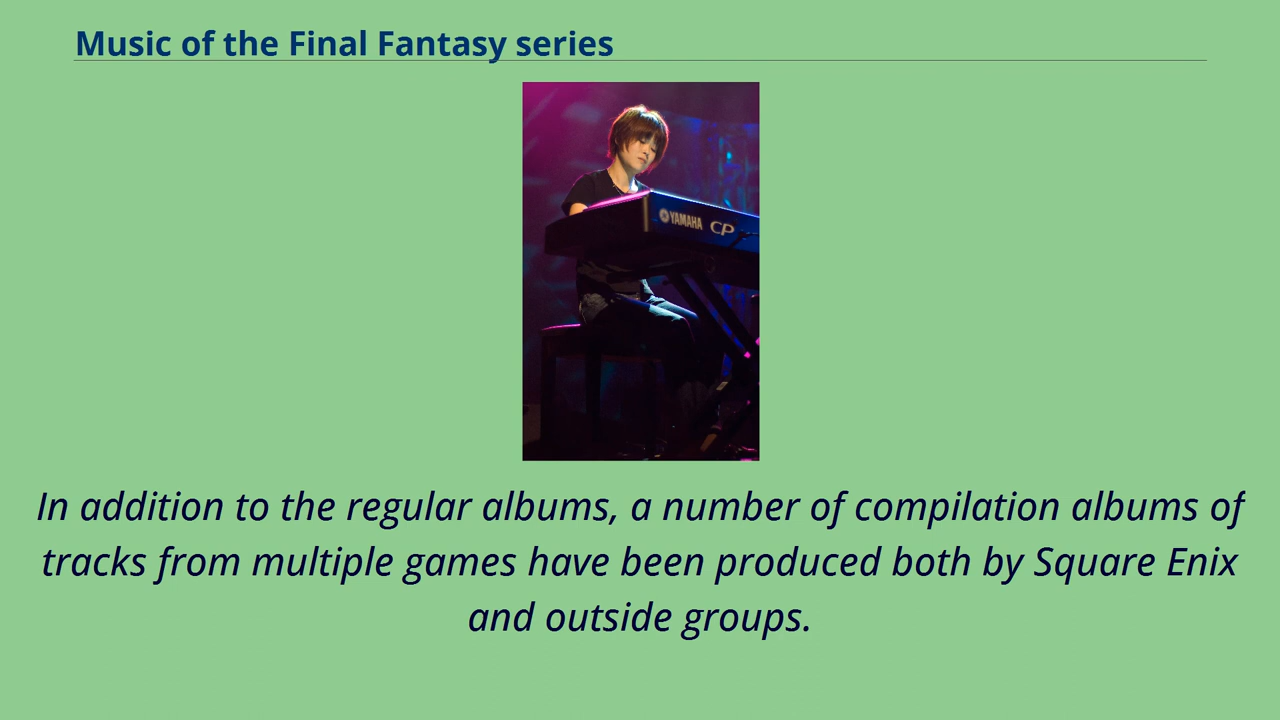 Music of the Final Fantasy series
YAMAHA CP
In addition to the regular albums, a number of compilation albums of
tracks from multiple games have been produced both by Square Enix
and outside groups.